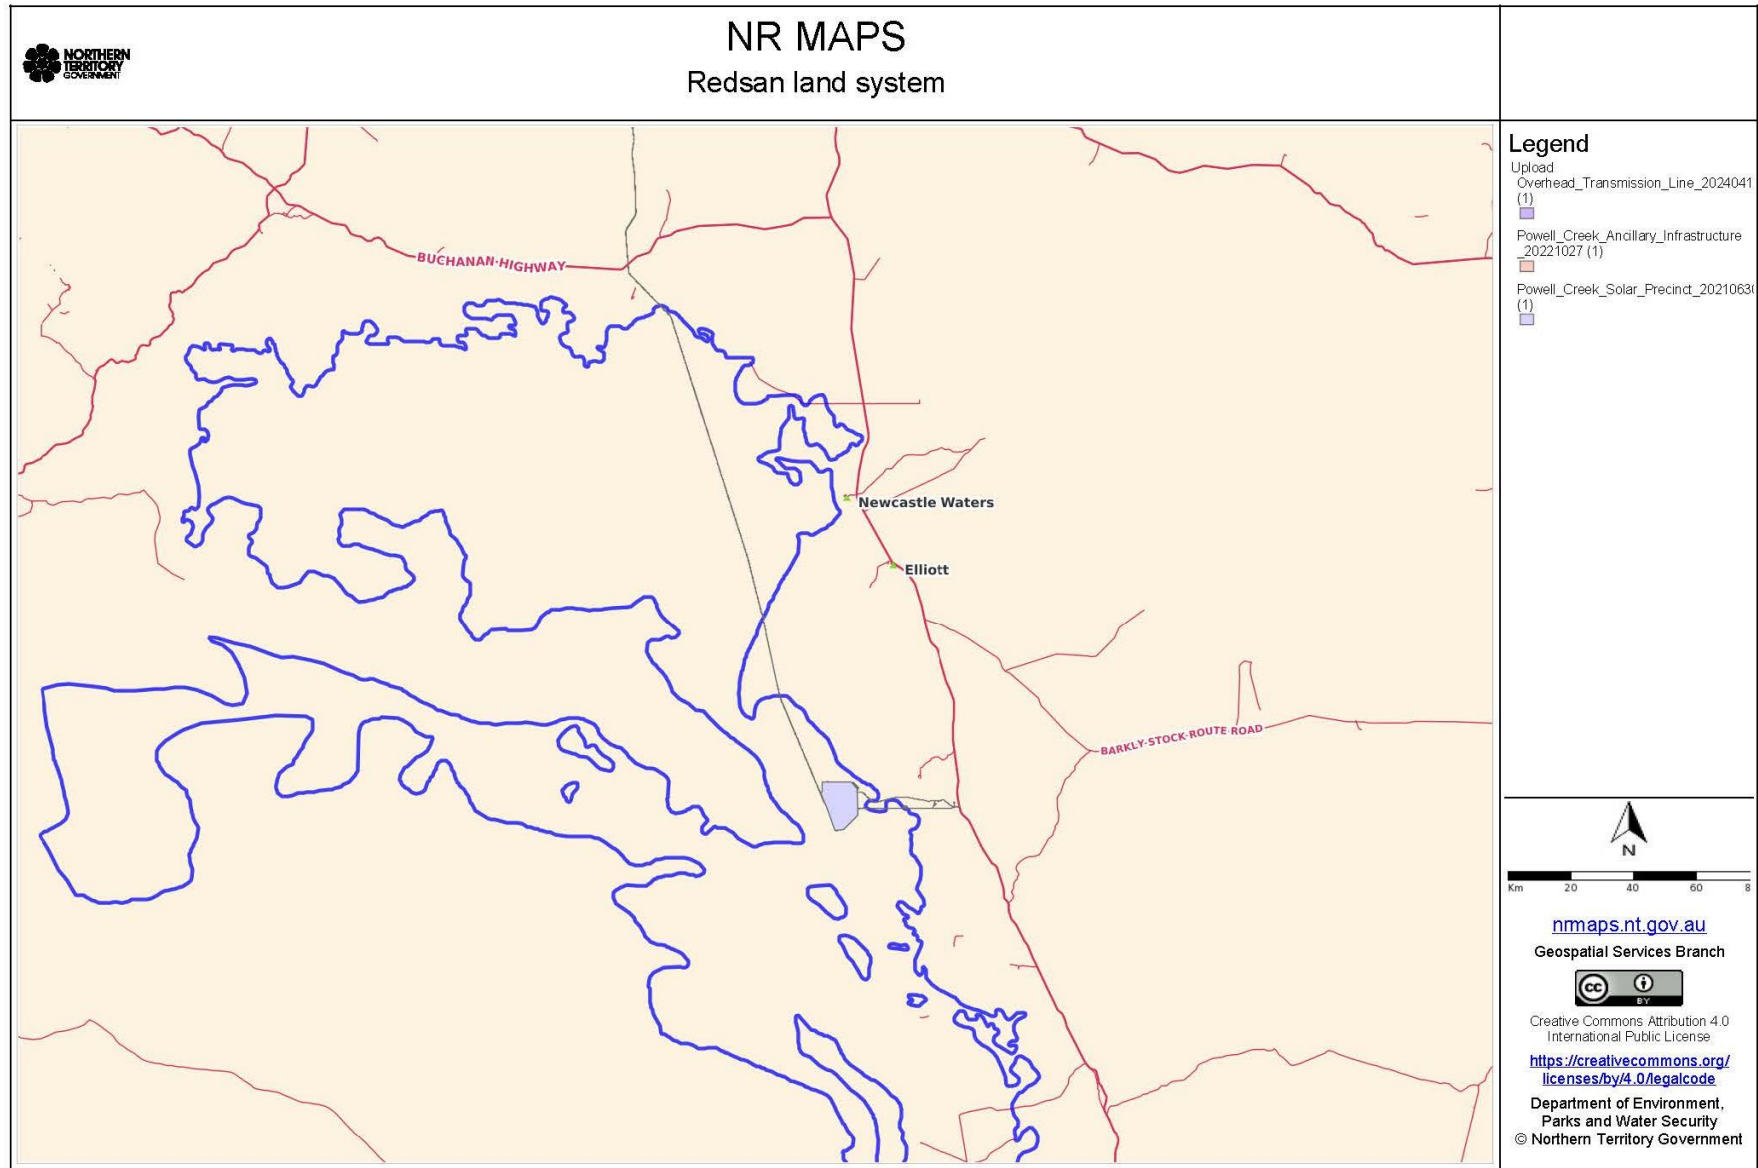 NORTHERN
TERRITORY
GOVERNMENT
NR MAPS
Redsan land system
BUCHANAN HIGHWAY
Newcastle Waters
Elliott
BARKLY STOCK ROUTE ROAD
Legend
Upload
Overhead_Transmission_Line_2024041
(1)
Powell_Creek_Ancillary_Infrastructure
_20221027 (1)
Powell_Creek_Solar_Precinct_2021063
(1)
N
Km 20 40 60 8
nrmaps.nt.gov.au
Geospatial Services Branch
cc BY
Creative Commons Attribution 4.0
International Public License
https://creativecommons.org/
licenses/by/4.0/legalcode
Department of Environment,
Parks and Water Security
© Northern Territory Government